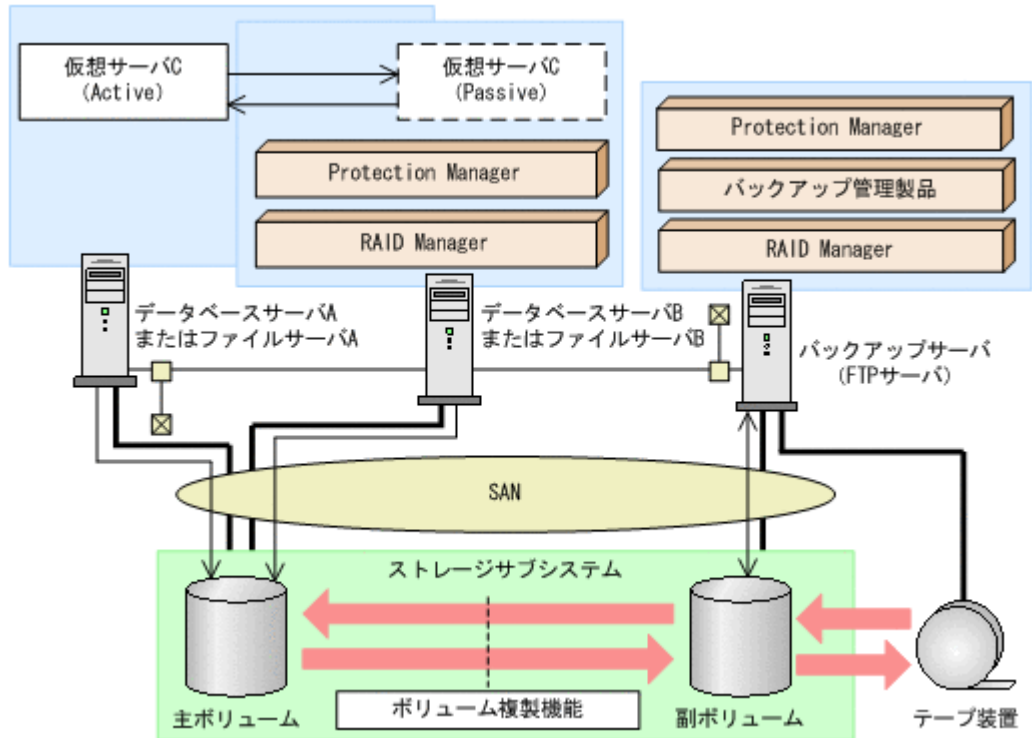 仮想サーバC
(Active)
仮想サーバC
(Passive)
Protection Manager
RAID Manager
Protection Manager
バックアップ管理製品
RAID Manager
データベースサーバA
またはファイルサーバA
データベースサーバB
またはファイルサーバB
バックアップサーバ
(FTPサーバ)
SAN
ストレージサブシステム
ボリューム複製機能
主ボリューム
副ボリューム
テープ装置